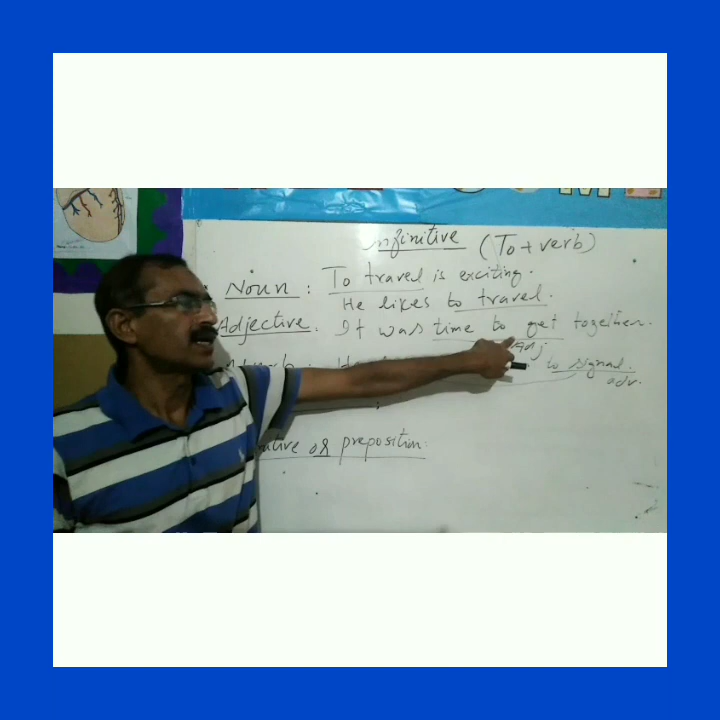 Infinitive (To + verb)
Noun : To travel is exciting.
He likes to travel.
Adjective : It was time to get together.
Adj
to signal.
adv.
or preposition: